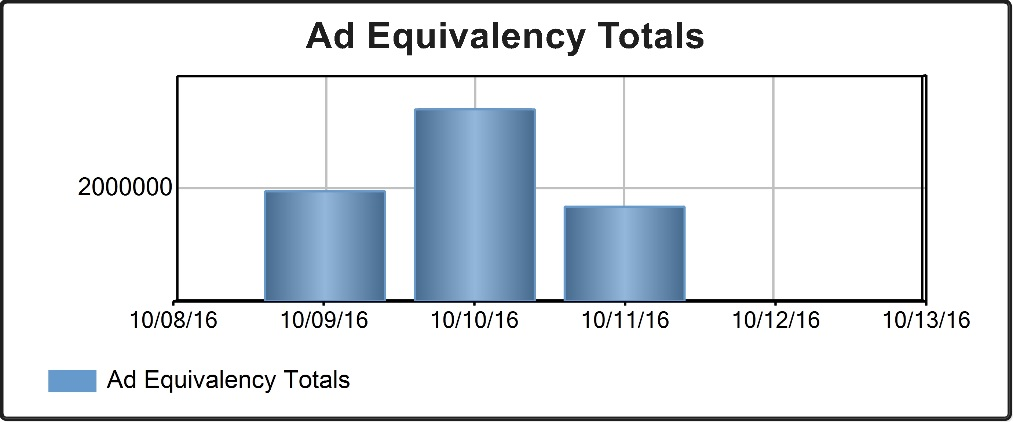 Ad Equivalency Totals
2000000
10/08/16 10/09/16 10/10/16 10/11/16 10/12/16 10/13/16
Ad Equivalency Totals